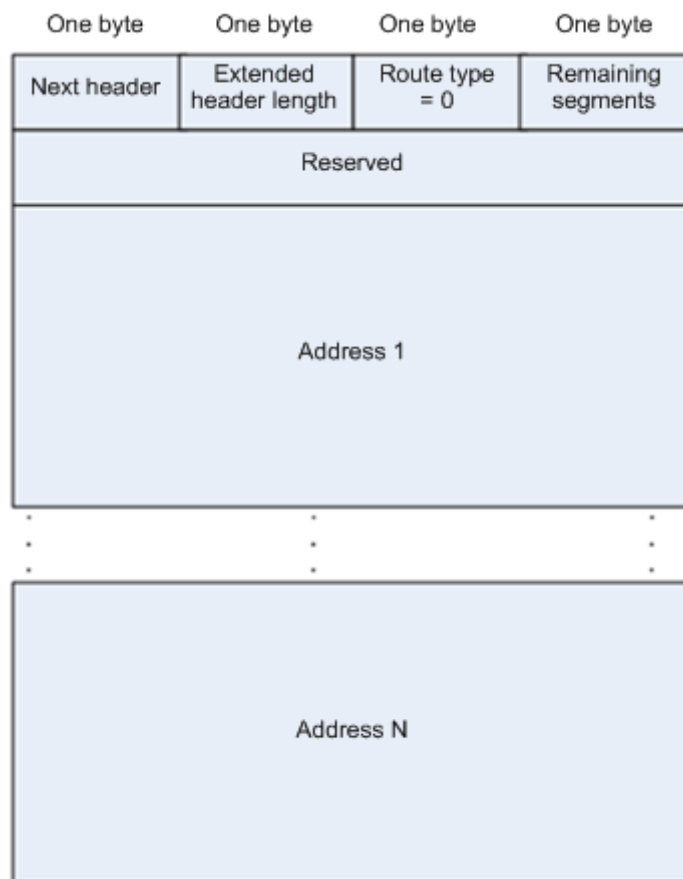 One byte One byte One byte One byte
Next header
Extended
header length
Route type
= 0
Remaining
segments
Reserved
Address 1
Address N